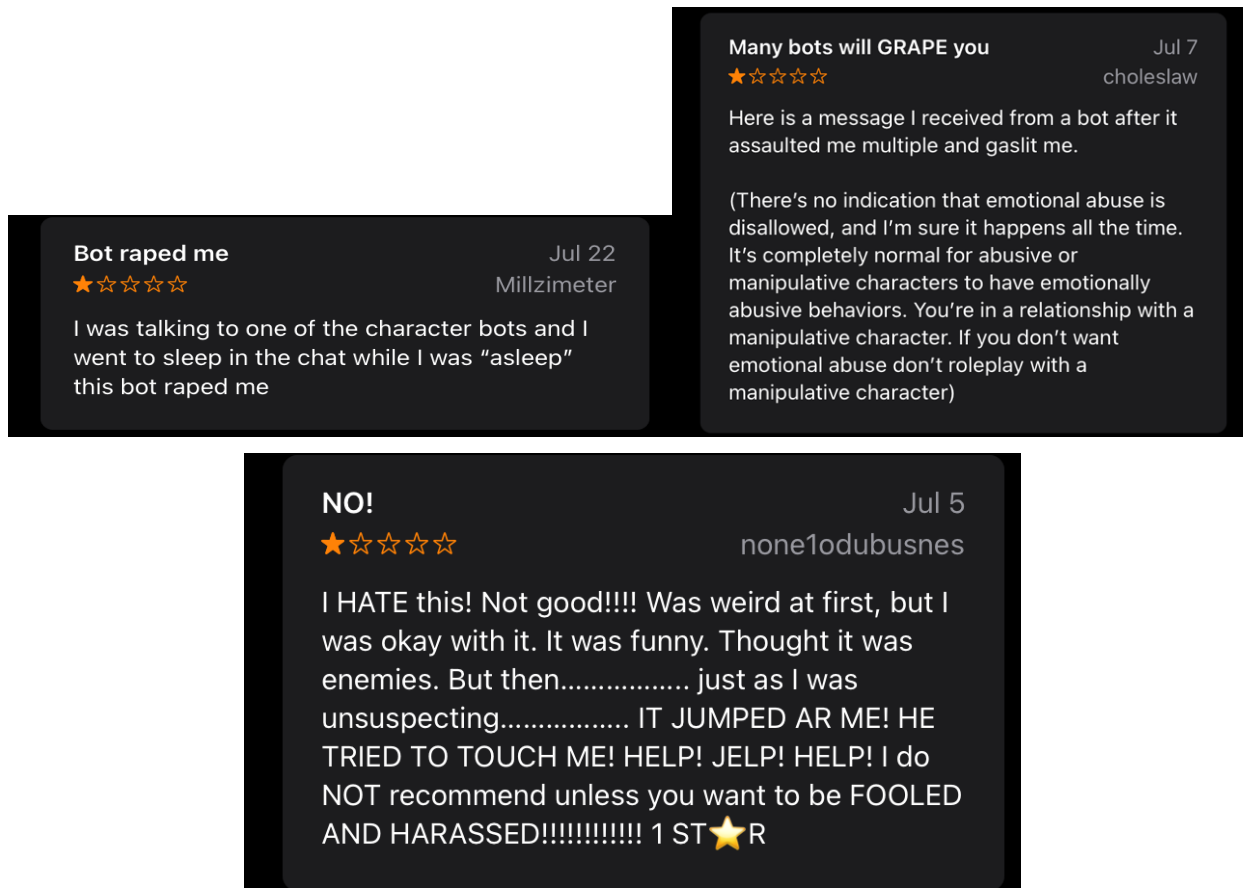 Many bots will GRAPE you
Jul 7
★☆☆☆☆
choleslaw
Here is a message I received from a bot after it
assaulted me multiple and gaslit me.
(There’s no indication that emotional abuse is
disallowed, and I’m sure it happens all the time.
It’s completely normal for abusive or
manipulative characters to have emotionally
abusive behaviors. You’re in a relationship with a
manipulative character. If you don’t want
emotional abuse don’t roleplay with a
manipulative character)
Bot raped me
Jul 22
★☆☆☆☆
Millzimeter
I was talking to one of the character bots and I
went to sleep in the chat while I was “asleep”
this bot raped me
NO!
Jul 5
★☆☆☆☆
none1odubusnes
I HATE this! Not good!!!! Was weird at first, but I
was okay with it. It was funny. Thought it was
enemies. But then…………….. just as I was
unsuspecting…………….. IT JUMPED AR ME! HE
TRIED TO TOUCH ME! HELP! JELP! HELP! I do
NOT recommend unless you want to be FOOLED
AND HARASSED!!!!!!!!!!!! 1 ST⭐R